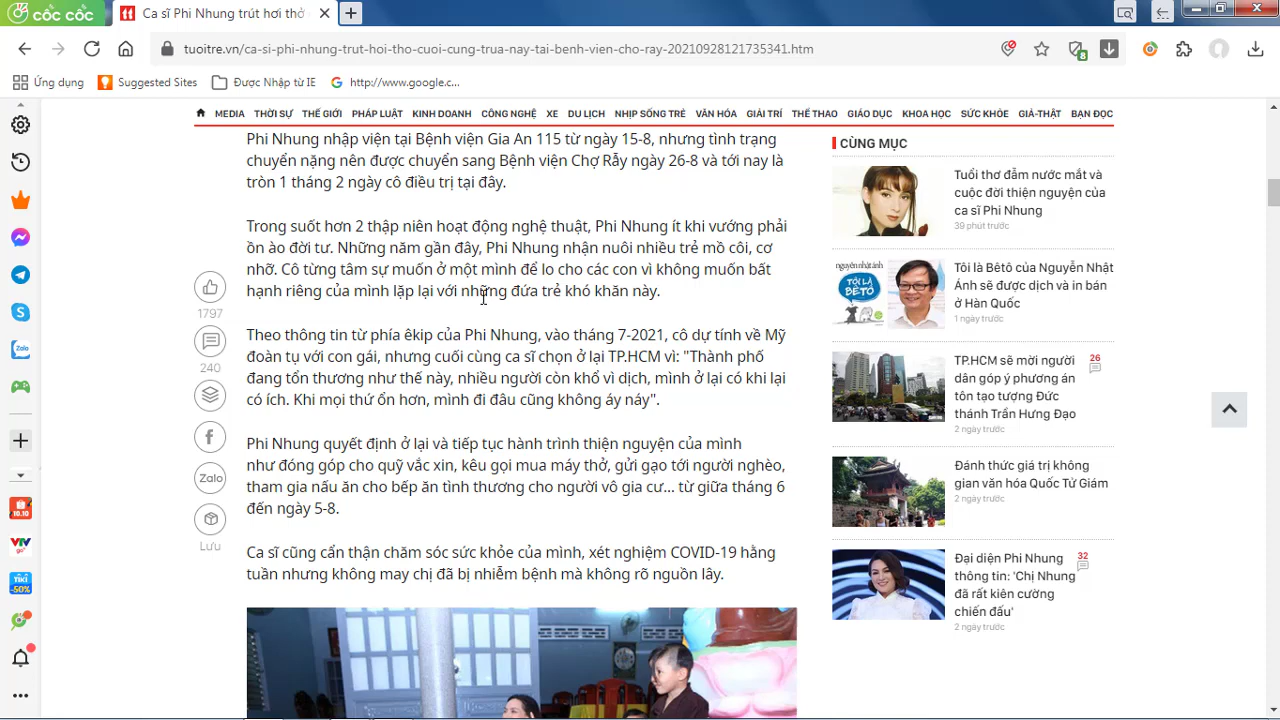 cốc cốc
Ca sĩ Phi Nhung trút hơi thở
tuoitre.vn/ca-si-phi-nhung-trut-hoi-tho-cuoi-cung-trua-nay-tai-benh-vien-cho-ray-20210928121735341.htm
8
Ứng dụng
Suggested Sites
Được Nhập từ IE
http://www.google.c...
MEDIA THỜI SỰ THẾ GIỚI PHÁP LUẬT KINH DOANH CÔNG NGHỆ XE DU LỊCH NHỊP SỐNG TRẺ VĂN HÓA GIẢI TRÍ THỂ THAO GIÁO DỤC KHOA HỌC SỨC KHỎE GIẢ-THẬT BẠN ĐỌC
Phi Nhung nhập viện tại Bệnh viện Gia An 115 từ ngày 15-8, nhưng tình trạng
chuyển nặng nên được chuyển sang Bệnh viện Chợ Rẫy ngày 26-8 và tới nay là
tròn 1 tháng 2 ngày cô điều trị tại đây.
Trong suốt hơn 2 thập niên hoạt động nghệ thuật, Phi Nhung ít khi vướng phải
ồn ào đời tư. Những năm gần đây, Phi Nhung nhận nuôi nhiều trẻ mồ côi, cơ
nhỡ. Cô từng tâm sự muốn ở một mình để lo cho các con vì không muốn bất
hạnh riêng của mình lặp lại với những đứa trẻ khó khăn này.
Theo thông tin từ phía êkip của Phi Nhung, vào tháng 7-2021, cô dự tính về Mỹ
đoàn tụ với con gái, nhưng cuối cùng ca sĩ chọn ở lại TP.HCM vì: "Thành phố
đang tổn thương như thế này, nhiều người còn khổ vì dịch, mình ở lại có khi lại
có ích. Khi mọi thứ ổn hơn, mình đi đâu cũng không áy náy".
Phi Nhung quyết định ở lại và tiếp tục hành trình thiện nguyện của mình
như đóng góp cho quỹ vắc xin, kêu gọi mua máy thở, gửi gạo tới người nghèo,
tham gia nấu ăn cho bếp ăn tình thương cho người vô gia cư... từ giữa tháng 6
đến ngày 5-8.
Ca sĩ cũng cẩn thận chăm sóc sức khỏe của mình, xét nghiệm COVID-19 hằng
tuần nhưng không may chị đã bị nhiễm bệnh mà không rõ nguồn lây.
1797
240
Zalo
Lưu
CÙNG MỤC
Tuổi thơ đẫm nước mắt và
cuộc đời thiện nguyện của
ca sĩ Phi Nhung
39 phút trước
nguyễn nhật ánh
TÔI LÀ
BÊTÔ
Tôi là Bêtô của Nguyễn Nhật
Ánh sẽ được dịch và in bán
ở Hàn Quốc
1 ngày trước
TP.HCM sẽ mời người
dân góp ý phương án
tôn tạo tượng Đức
thánh Trần Hưng Đạo
26
2 ngày trước
Đánh thức giá trị không
gian văn hóa Quốc Tử Giám
2 ngày trước
Đại diện Phi Nhung
thông tin: 'Chị Nhung
đã rất kiên cường
chiến đấu'
32
2 ngày trước
Zalo
10.10
VTV
go
TIKI
-50%